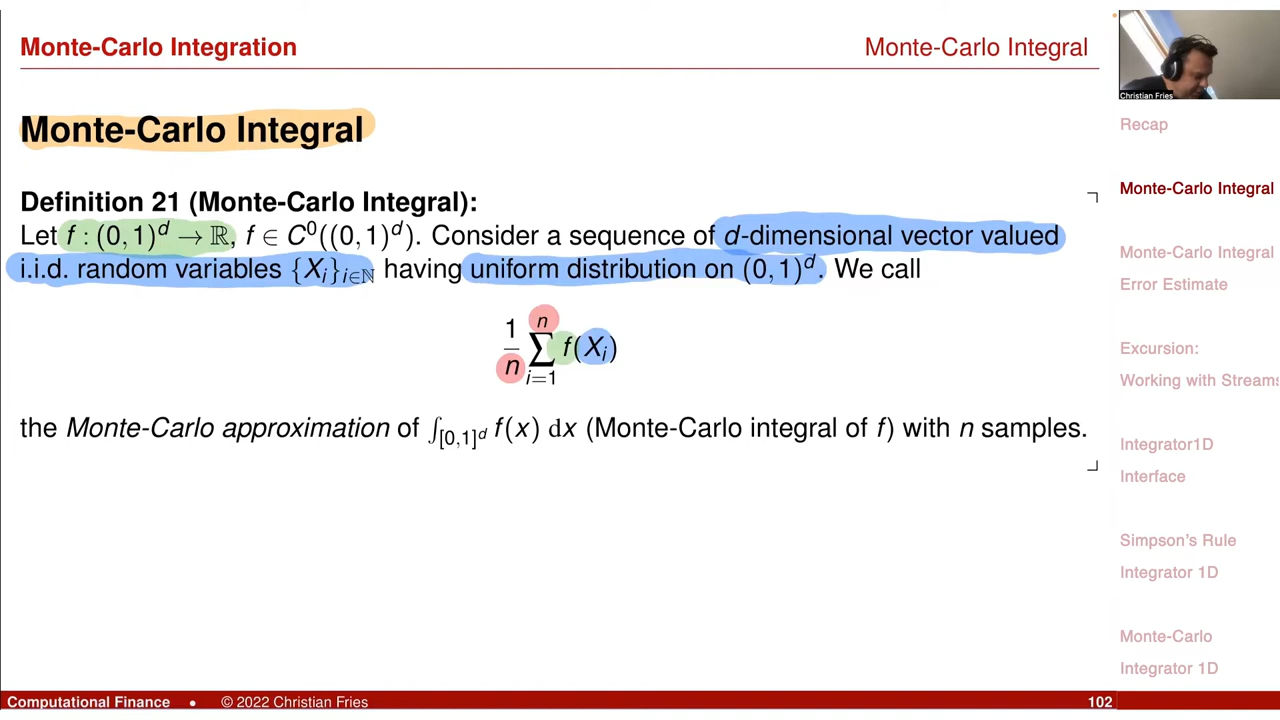 Monte-Carlo Integration
Monte-Carlo Integral
Christian Fries
Monte-Carlo Integral
Definition 21 (Monte-Carlo Integral):
Let f : (0, 1)^d → ℝ, f ∈ C^0((0, 1)^d). Consider a sequence of d-dimensional vector valued
i.i.d. random variables {X_i}_{i∈ℕ} having uniform distribution on (0, 1)^d. We call
1/n ∑_{i=1}^n f(X_i)
the Monte-Carlo approximation of ∫_{[0,1]^d} f(x) dx (Monte-Carlo integral of f) with n samples.
Recap
Monte-Carlo Integral
Monte-Carlo Integral
Error Estimate
Excursion:
Working with Streams
Integrator1D
Interface
Simpson's Rule
Integrator 1D
Monte-Carlo
Integrator 1D
Computational Finance • © 2022 Christian Fries 102